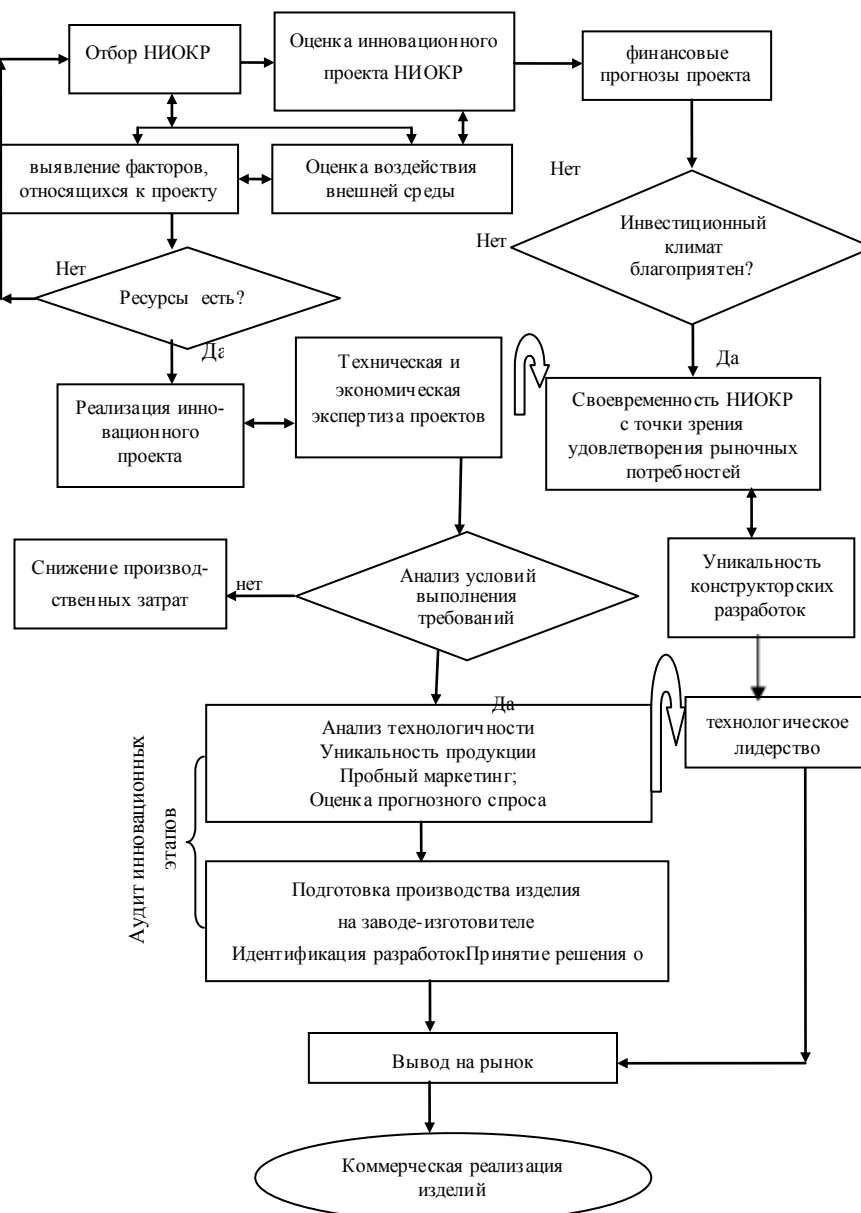 Отбор НИОКР
Оценка инновационного
проекта НИОКР
финансовые
прогнозы проекта
выявление факторов,
относящихся к проекту
Оценка воздействия
внешней среды
Нет
Нет
Инвестиционный
климат
благоприятен?
Нет
Ресурсы есть?
Да
Да
Реализация инно-
вационного
проекта
Техническая и
экономическая
экспертиза проектов
Своевременность НИОКР
с точки зрения
удовлетворения рыночных
потребностей
Снижение производ-
ственных затрат
нет
Анализ условий
выполнения
требований
Уникальность
конструкторских
разработок
Да
Анализ технологичности
Уникальность продукции
Пробный маркетинг;
Оценка прогнозного спроса
технологическое
лидерство
Аудит инновационных
этапов
Подготовка производства изделия
на заводе-изготовителе
Идентификация разработокПринятие решения о
Вывод на рынок
Коммерческая реализация
изделий